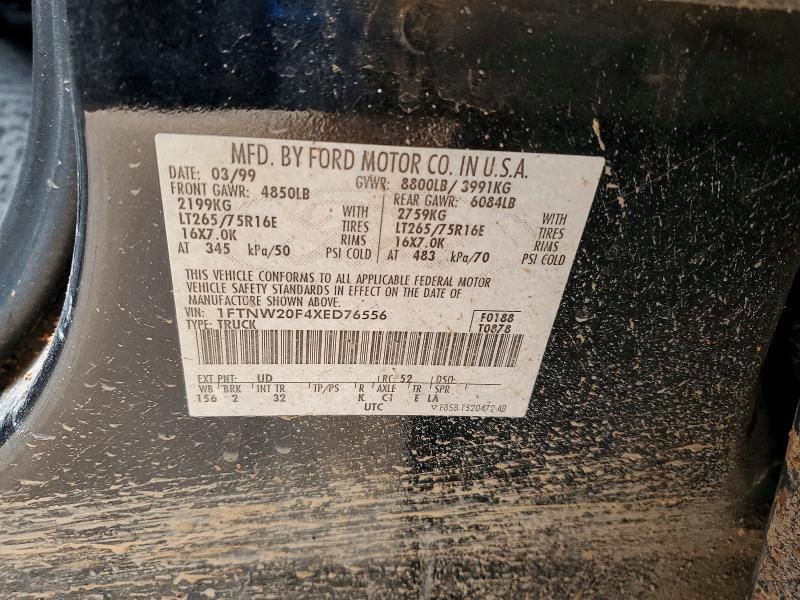 MFD. BY FORD MOTOR CO. IN U.S.A.
DATE: 03/99 GVWR: 8800LB/ 3991KG
FRONT GAWR: 4850LB REAR GAWR: 6084LB
2199KG WITH 2759KG WITH
LT265/75R16E TIRES LT265/75R16E TIRES
16X7.0K RIMS 16X7.0K RIMS
AT 345 kPa/50 PSI COLD AT 483 kPa/70 PSI COLD
THIS VEHICLE CONFORMS TO ALL APPLICABLE FEDERAL MOTOR
VEHICLE SAFETY STANDARDS IN EFFECT ON THE DATE OF
MANUFACTURE SHOWN ABOVE.
VIN: 1FTNW20F4XED76556 F0188
TYPE: TRUCK T0878
EXT PNT: UD RC: 52 DSO:
WB BRK INT TR TP/PS R AXLE TR SPR
156 2 32 K C1 E LA
UTC F85B-1520472-AB